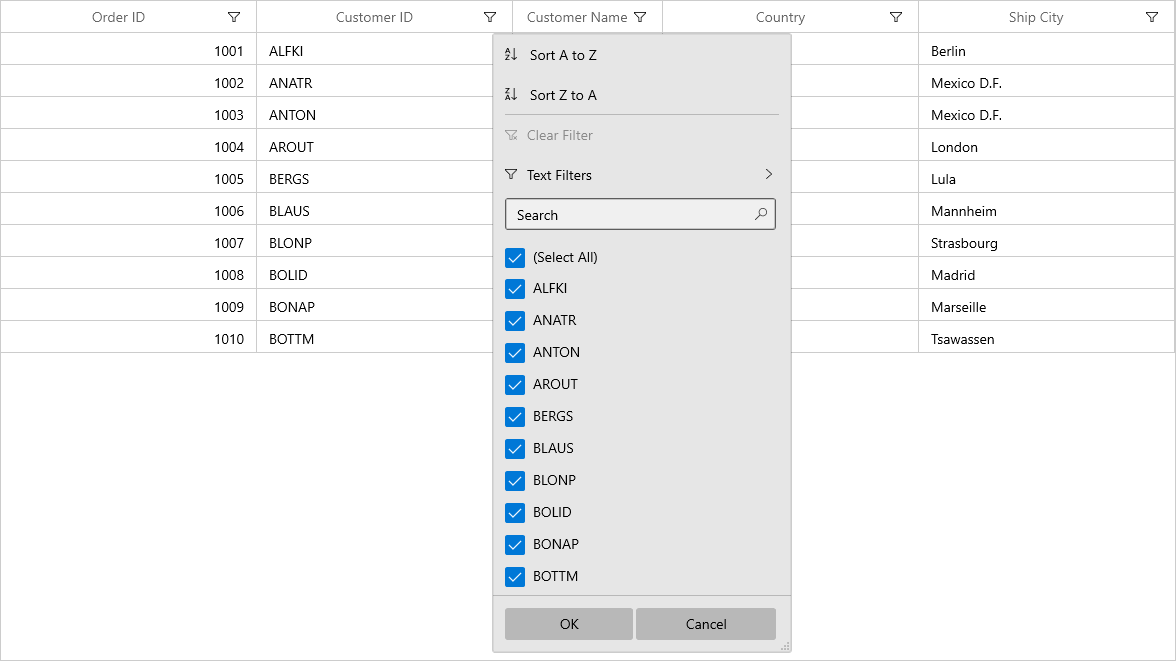 Order ID Customer ID Customer Name Country Ship City
1001 ALFKI Berlin
1002 ANATR Mexico D.F.
1003 ANTON Mexico D.F.
1004 AROUT London
1005 BERGS Lula
1006 BLAUS Mannheim
1007 BLONP Strasbourg
1008 BOLID Madrid
1009 BONAP Marseille
1010 BOTTM Tsawassen
Sort A to Z
Sort Z to A
Clear Filter
Text Filters
Search
(Select All)
ALFKI
ANATR
ANTON
AROUT
BERGS
BLAUS
BLONP
BOLID
BONAP
BOTTM
OK Cancel